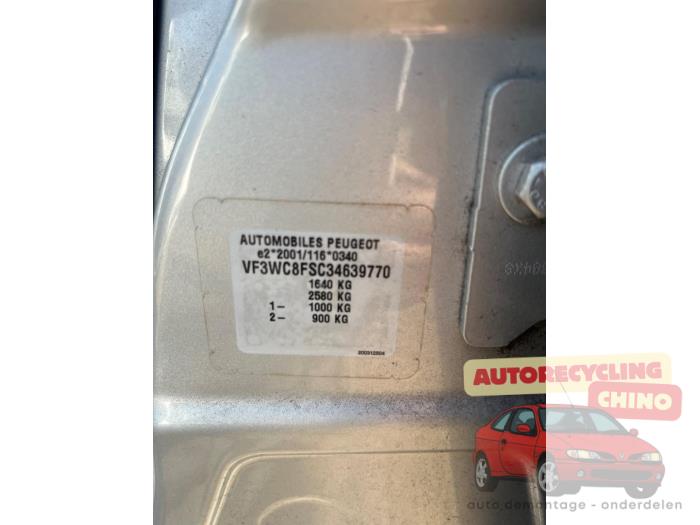 AUTOMOBILES PEUGEOT
e2*2001/116*0340
VF3WC8FSC34639770
1640 KG
2580 KG
1- 1000 KG
2- 900 KG
AUTORECYCLING
CHINO
auto demontage - onderdelen